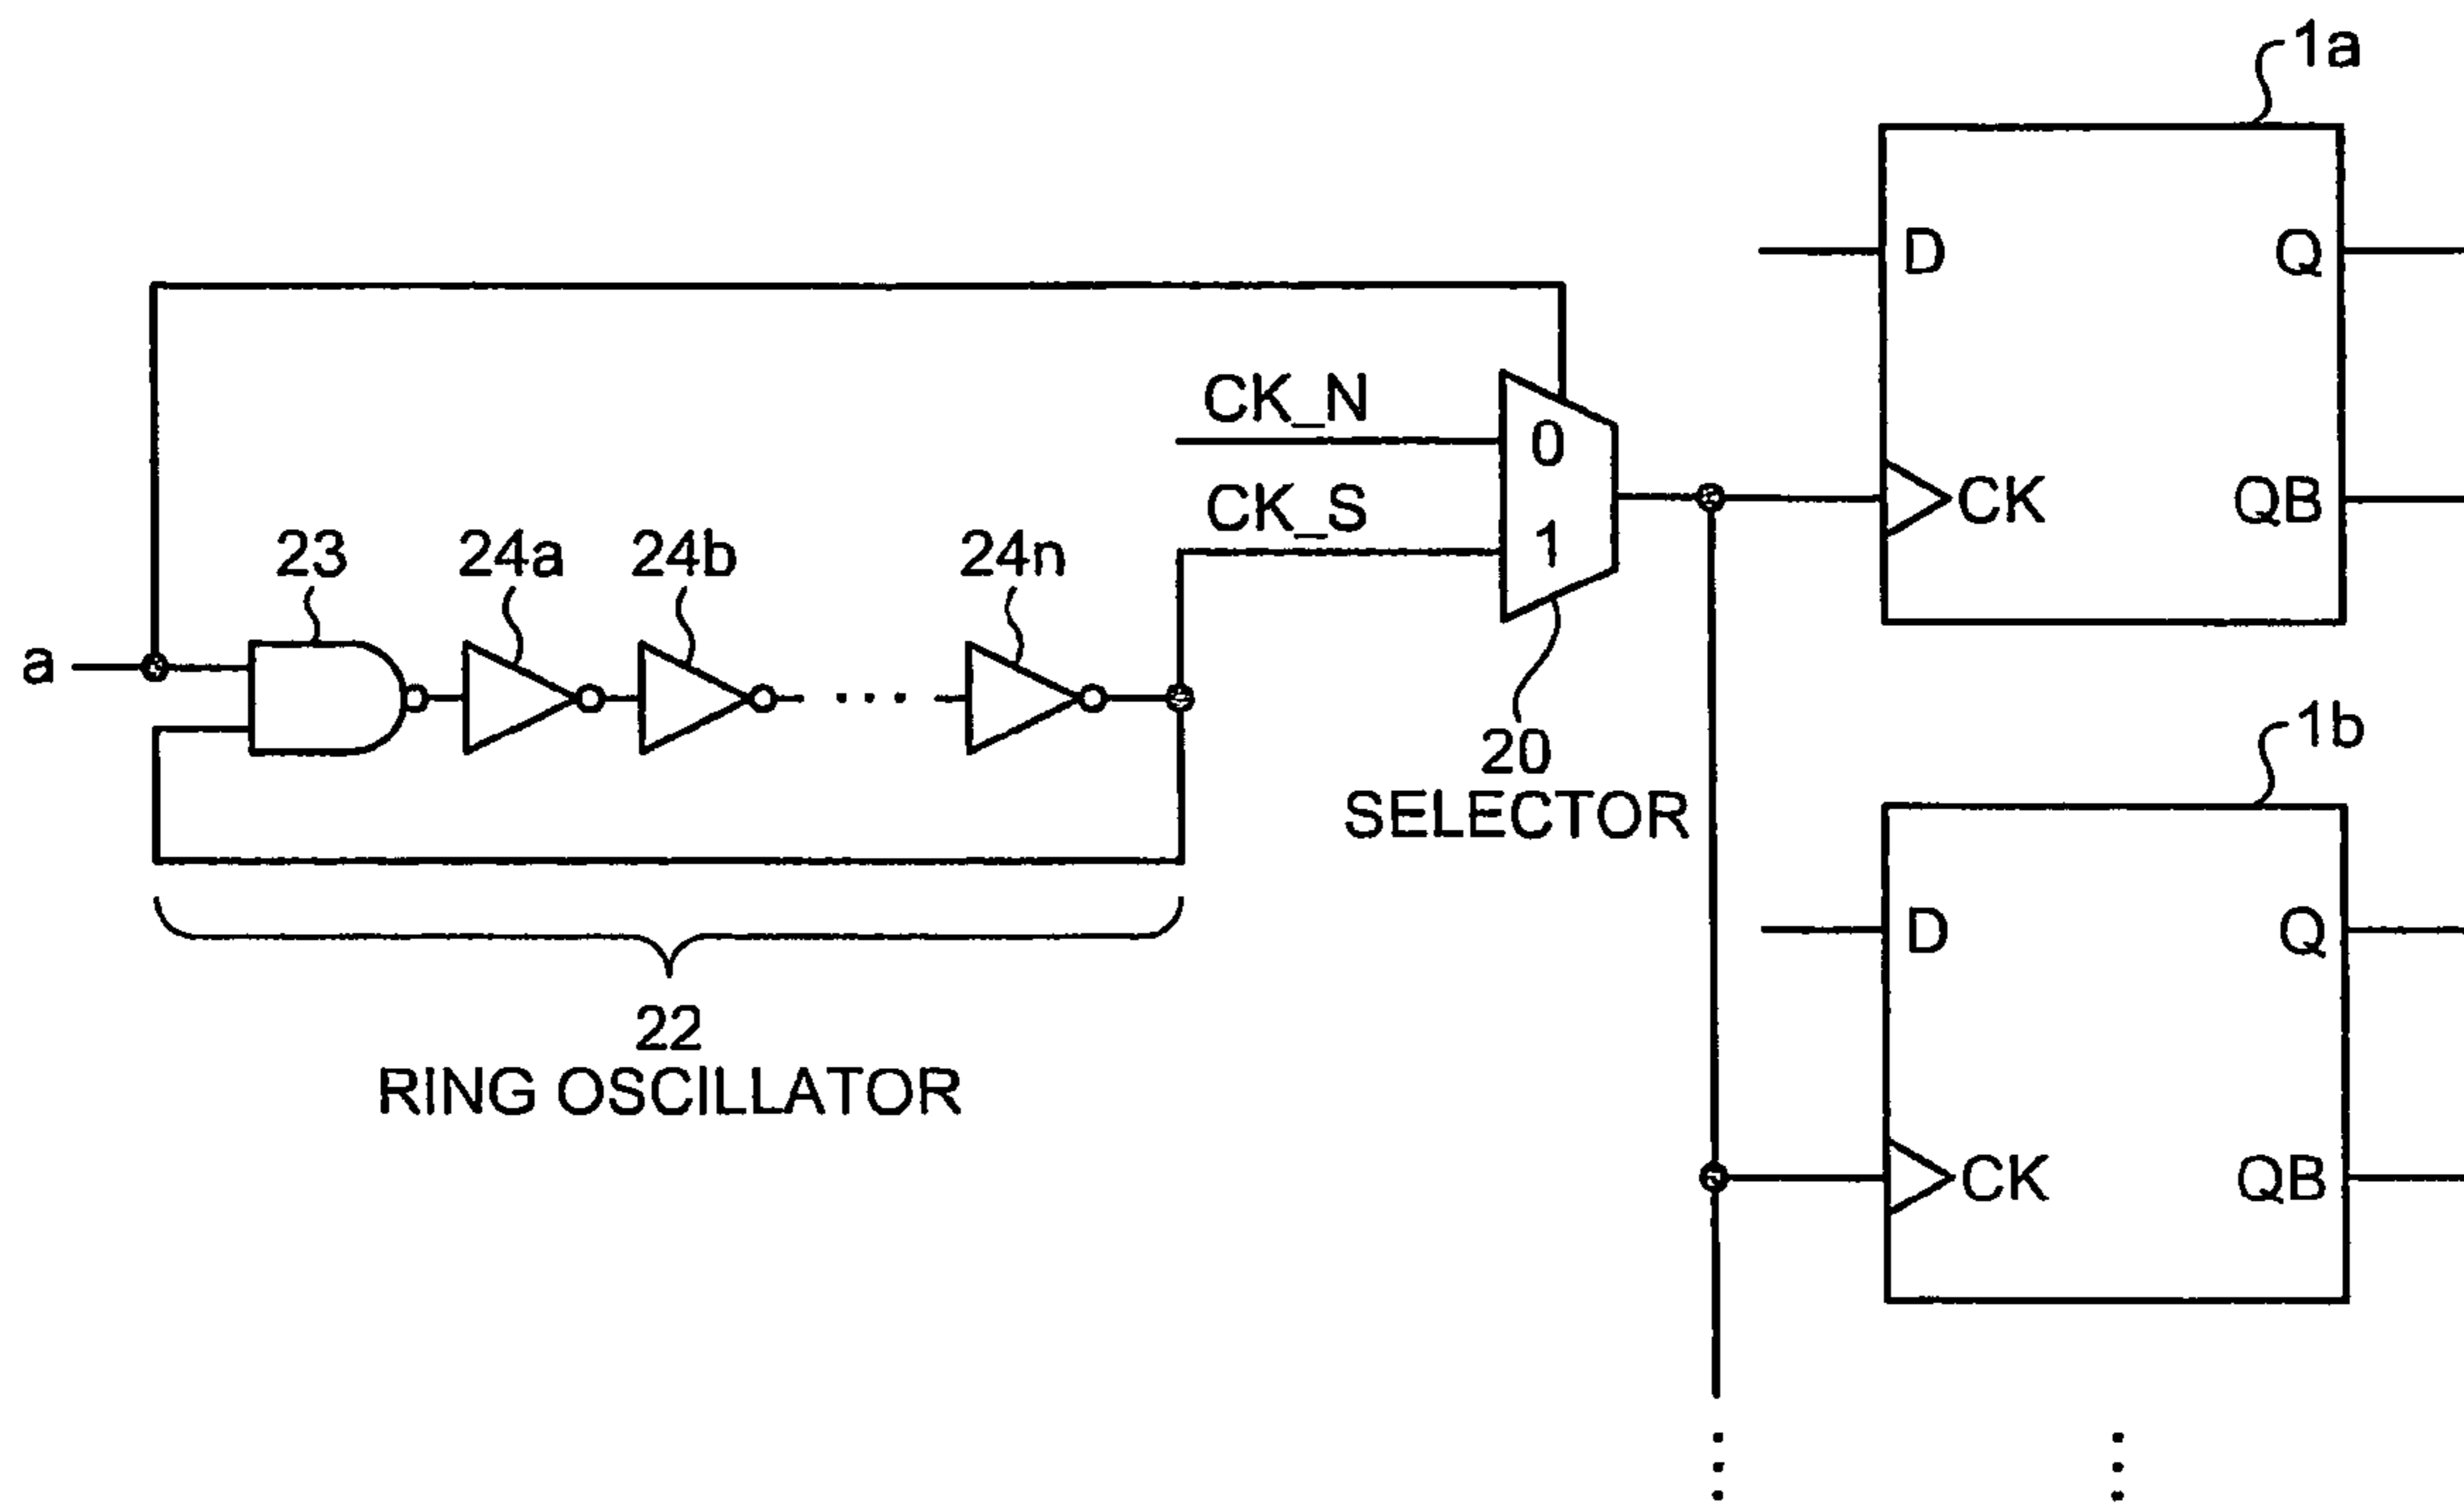 1a
D
Q
CK_N
0
CK_S
1
CK
QB
23
24a
24b
24n
a
20
SELECTOR
1b
D
Q
22
RING OSCILLATOR
CK
QB